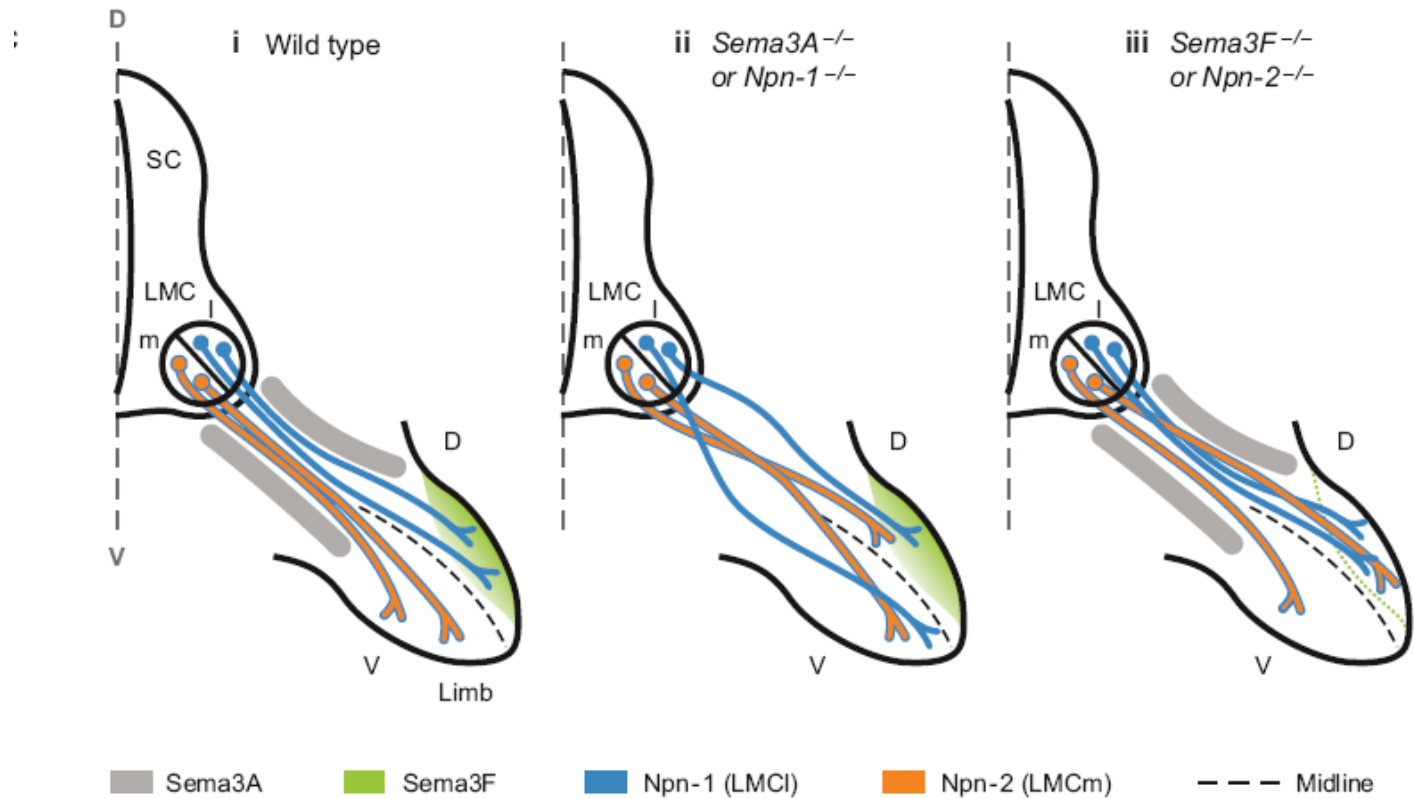 D
i Wild type
ii Sema3A–/–
or Npn-1–/–
iii Sema3F–/–
or Npn-2–/–
SC
LMC
l
m
D
V
V
Limb
LMC
l
m
D
V
LMC
l
m
D
V
Sema3A
Sema3F
Npn-1 (LMCl)
Npn-2 (LMCm)
Midline